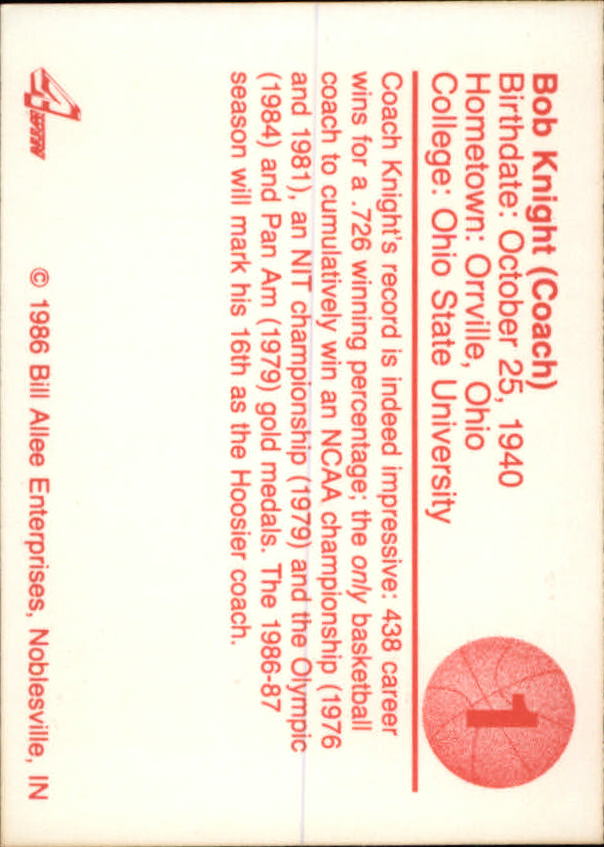 Bob Knight (Coach)
Birthdate: October 25, 1940
Hometown: Orrville, Ohio
College: Ohio State University
1
Coach Knight's record is indeed impressive: 438 career
wins for a .726 winning percentage; the only basketball
coach to cumulatively win an NCAA championship (1976
and 1981), an NIT championship (1979) and the Olympic
(1984) and Pan Am (1979) gold medals. The 1986-87
season will mark his 16th as the Hoosier coach.
© 1986 Bill Allee Enterprises, Noblesville, IN